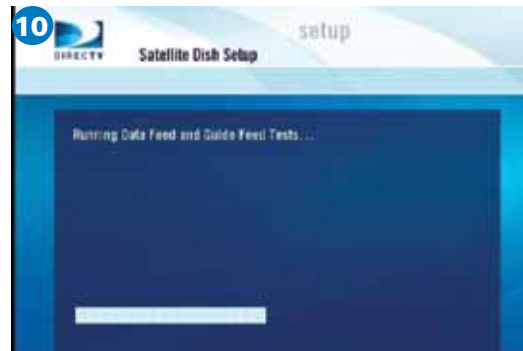 10
setup
DIRECTV
Satellite Dish Setup
Running Data Feed and Guide Feed Tests...